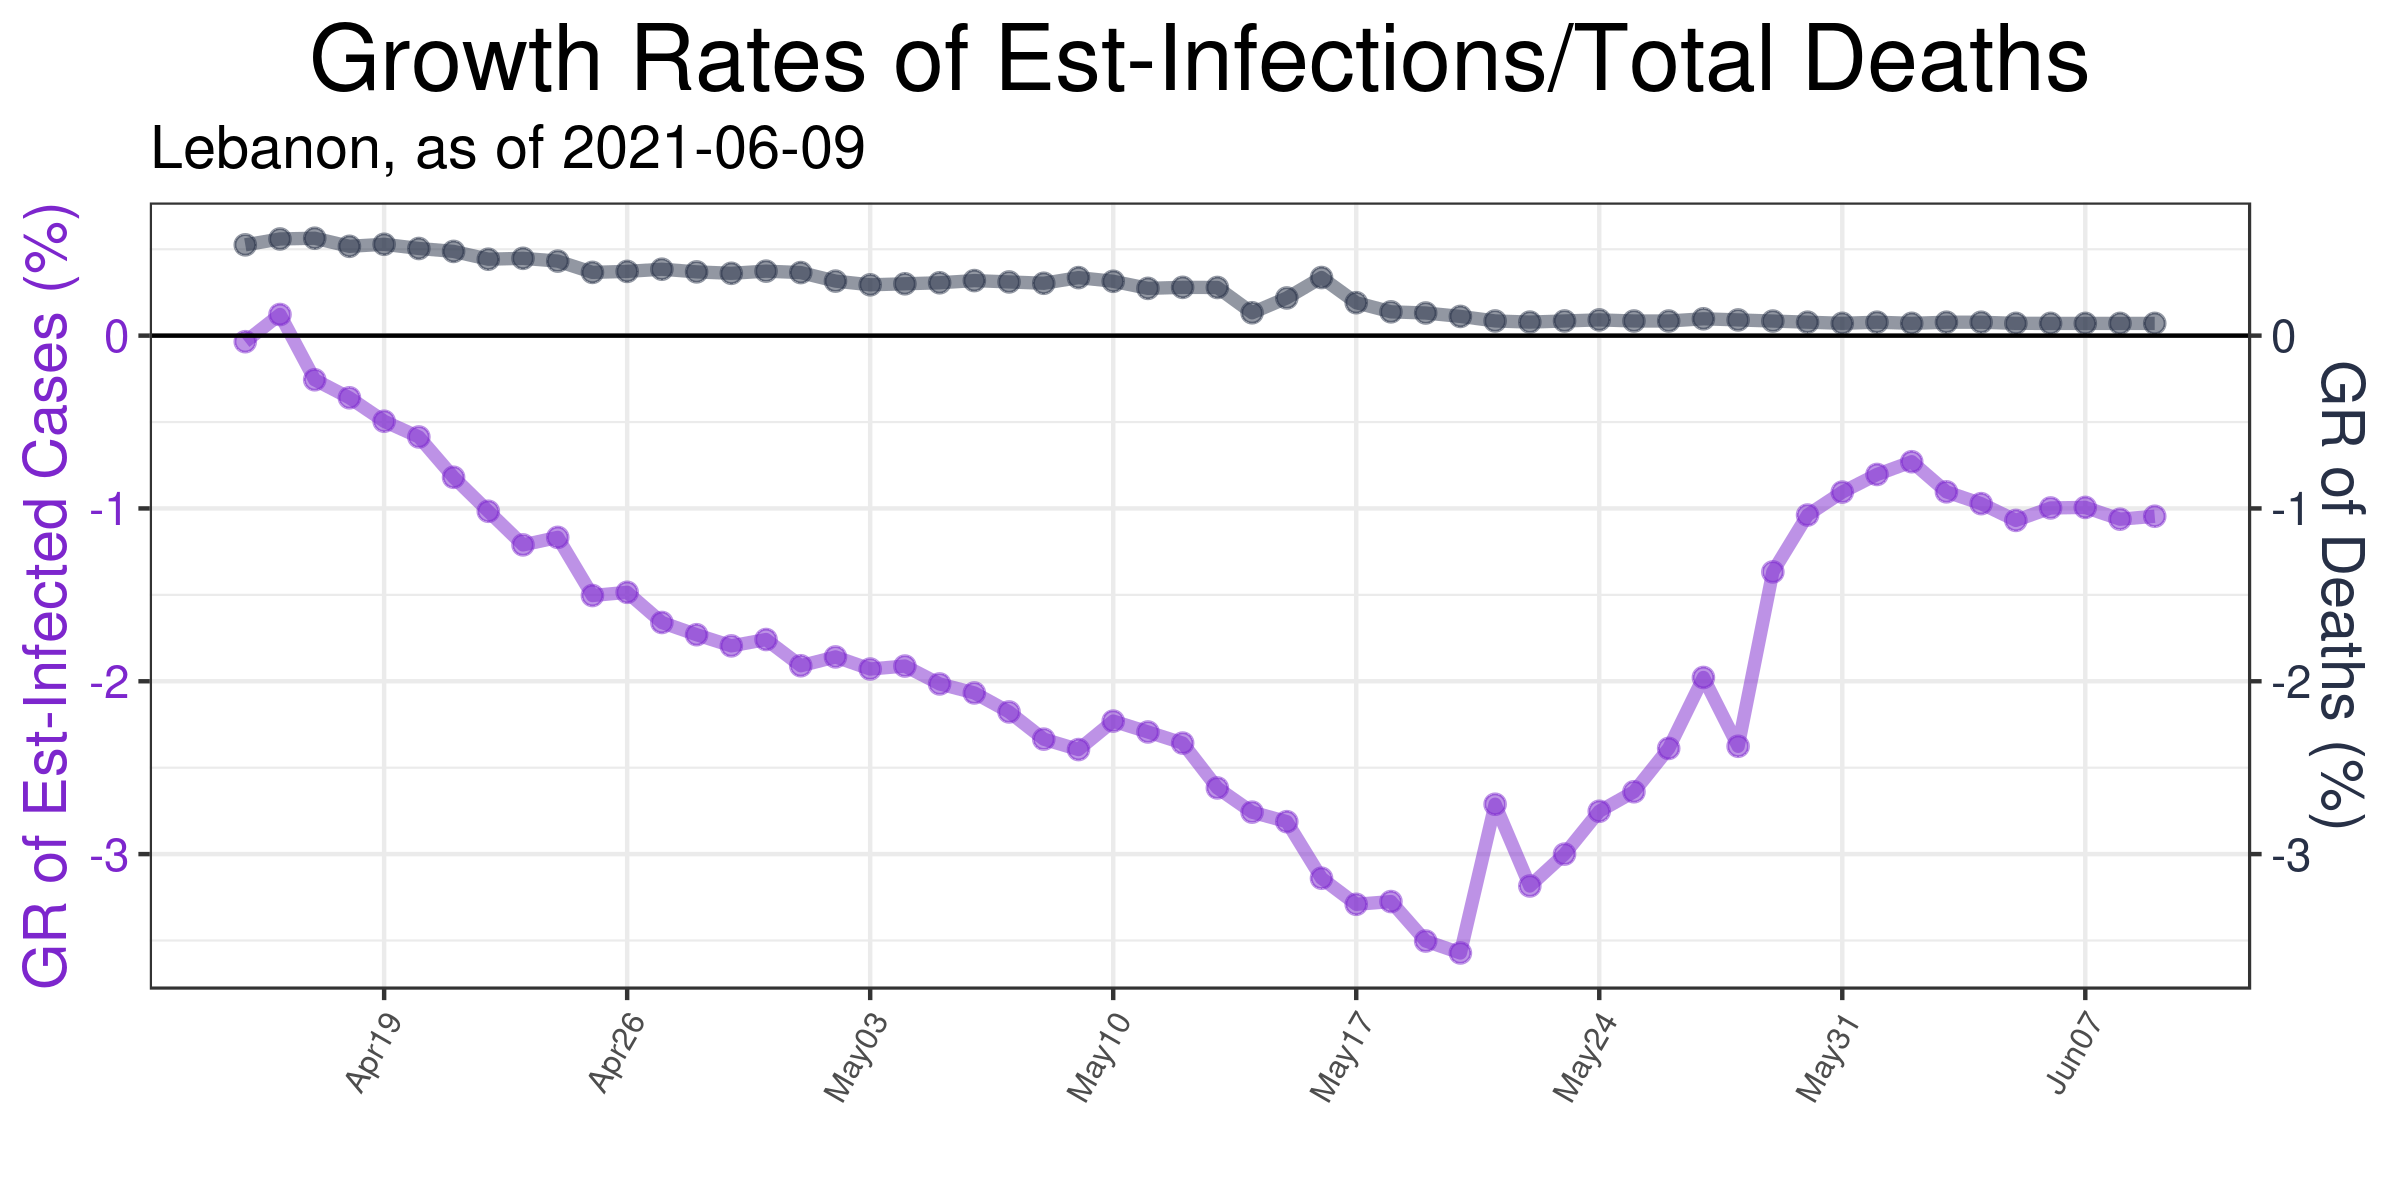 Growth Rates of Est-Infections/Total Deaths
Lebanon, as of 2021-06-09
GR of Est-Infected Cases (%)
0
-1
-2
-3
0
-1
-2
-3
GR of Deaths (%)
Apr19
Apr26
May03
May10
May17
May24
May31
Jun07